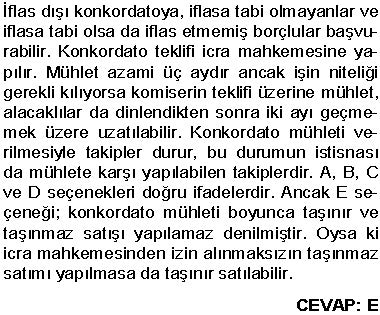 İflas dışı konkordatoya, iflasa tabi olmayanlar ve
iflasa tabi olsa da iflas etmemiş borçlular başvu-
rabilir. Konkordato teklifi icra mahkemesine ya-
pılır. Mühlet azami üç aydır ancak işin niteliği
gerekli kılıyorsa komiserin teklifi üzerine mühlet,
alacaklılar da dinlendikten sonra iki ayı geçme-
mek üzere uzatılabilir. Konkordato mühleti ve-
rilmesiyle takipler durur, bu durumun istisnası
da mühlete karşı yapılabilen takiplerdir. A, B, C
ve D seçenekleri doğru ifadelerdir. Ancak E se-
çeneği; konkordato mühleti boyunca taşınır ve
taşınmaz satışı yapılamaz denilmiştir. Oysa ki
icra mahkemesinden izin alınmaksızın taşınmaz
satımı yapılmasa da taşınır satılabilir.
CEVAP: E